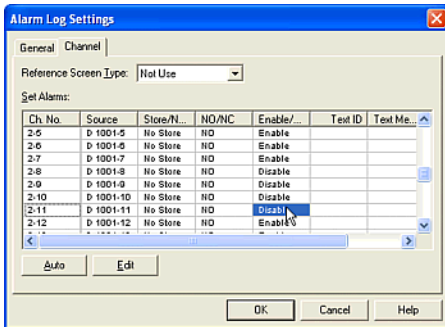 Alarm Log Settings
General Channel
Reference Screen Type: Not Use
Set Alarms:
Ch. No. Source Store/N... NO/NC Enable/... Text ID Text Me...
2-5 D 1001-5 No Store NO Enable
2-6 D 1001-6 No Store NO Enable
2-7 D 1001-7 No Store NO Enable
2-8 D 1001-8 No Store NO Disable
2-9 D 1001-9 No Store NO Disable
2-10 D 1001-10 No Store NO Disable
2-11 D 1001-11 No Store NO Disabl
2-12 D 1001-12 No Store NO Enable
Auto Edit
OK Cancel Help